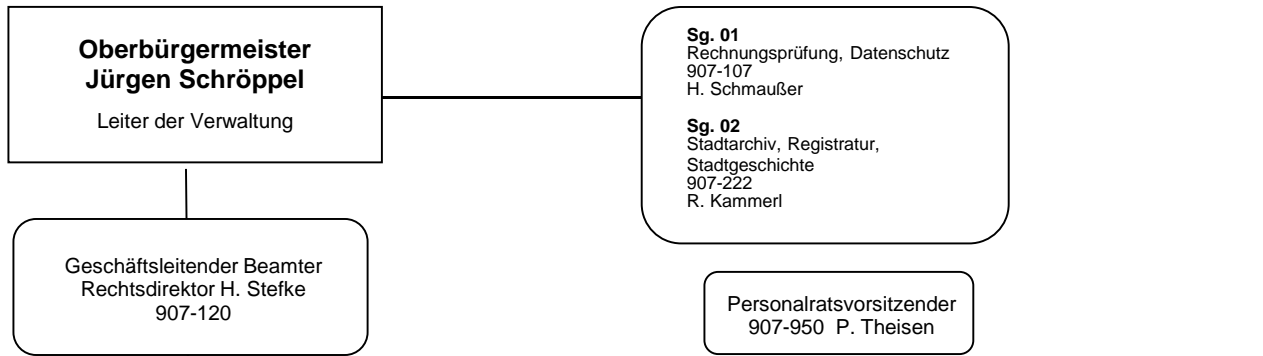 Oberbürgermeister
Jürgen Schröppel
Leiter der Verwaltung
Sg. 01
Rechnungsprüfung, Datenschutz
907-107
H. Schmaußer
Sg. 02
Stadtarchiv, Registratur,
Stadtgeschichte
907-222
R. Kammerl
Geschäftsleitender Beamter
Rechtsdirektor H. Stefke
907-120
Personalratsvorsitzender
907-950 P. Theisen